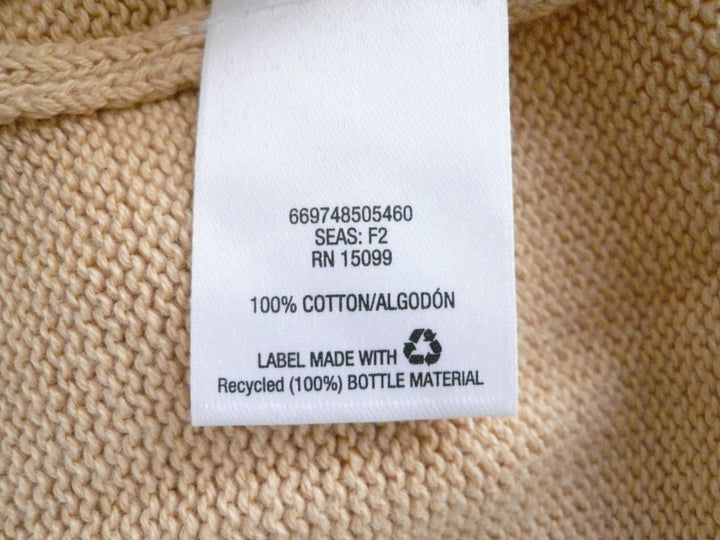 669748505460
SEAS: F2
RN 15099
100% COTTON/ALGODÓN
LABEL MADE WITH
Recycled (100%) BOTTLE MATERIAL